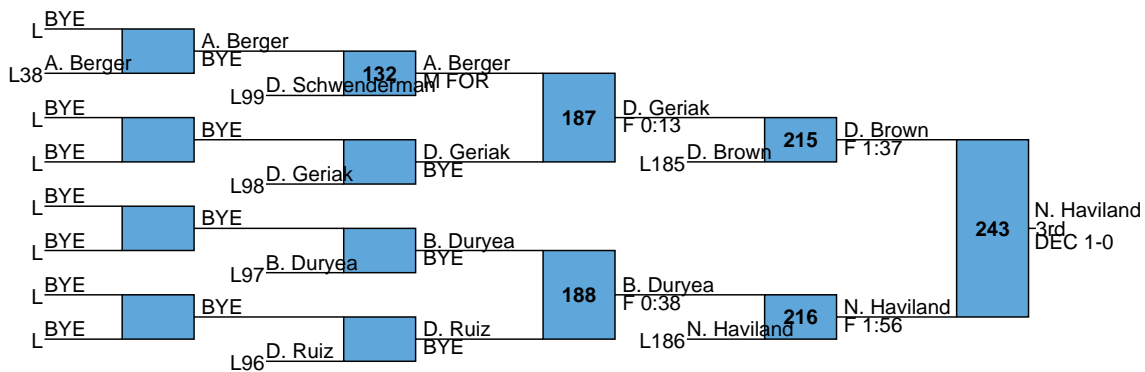 BYE
L
A. Berger
L38
BYE
L
BYE
L
BYE
L
BYE
L
BYE
L
BYE
L
A. Berger
BYE
D. Schwenderman
L99
BYE
D. Geriak
L98
BYE
B. Duryea
L97
BYE
D. Ruiz
L96
132
A. Berger
M FOR
D. Geriak
BYE
B. Duryea
BYE
D. Ruiz
BYE
187
188
D. Geriak
F 0:13
D. Brown
L185
B. Duryea
F 0:38
N. Haviland
L186
215
216
D. Brown
F 1:37
N. Haviland
F 1:56
243
N. Haviland
3rd
DEC 1-0